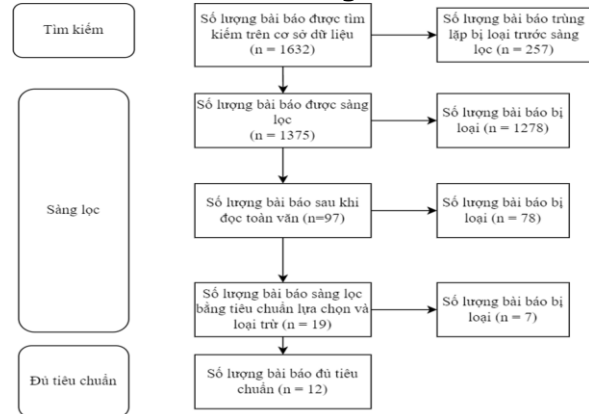 Tìm kiếm
Số lượng bài báo được tìm
kiếm trên cơ sở dữ liệu
(n = 1632)
Số lượng bài báo trùng
lặp bị loại trước sàng
lọc (n = 257)
Sàng lọc
Số lượng bài báo được sàng
lọc
(n = 1375)
Số lượng bài báo bị
loại (n = 1278)
Số lượng bài báo sau khi
đọc toàn văn (n=97)
Số lượng bài báo bị
loại (n = 78)
Số lượng bài báo sàng lọc
bằng tiêu chuẩn lựa chọn và
loại trừ (n = 19)
Số lượng bài báo bị
loại (n = 7)
Đủ tiêu chuẩn
Số lượng bài báo đủ tiêu
chuẩn (n = 12)